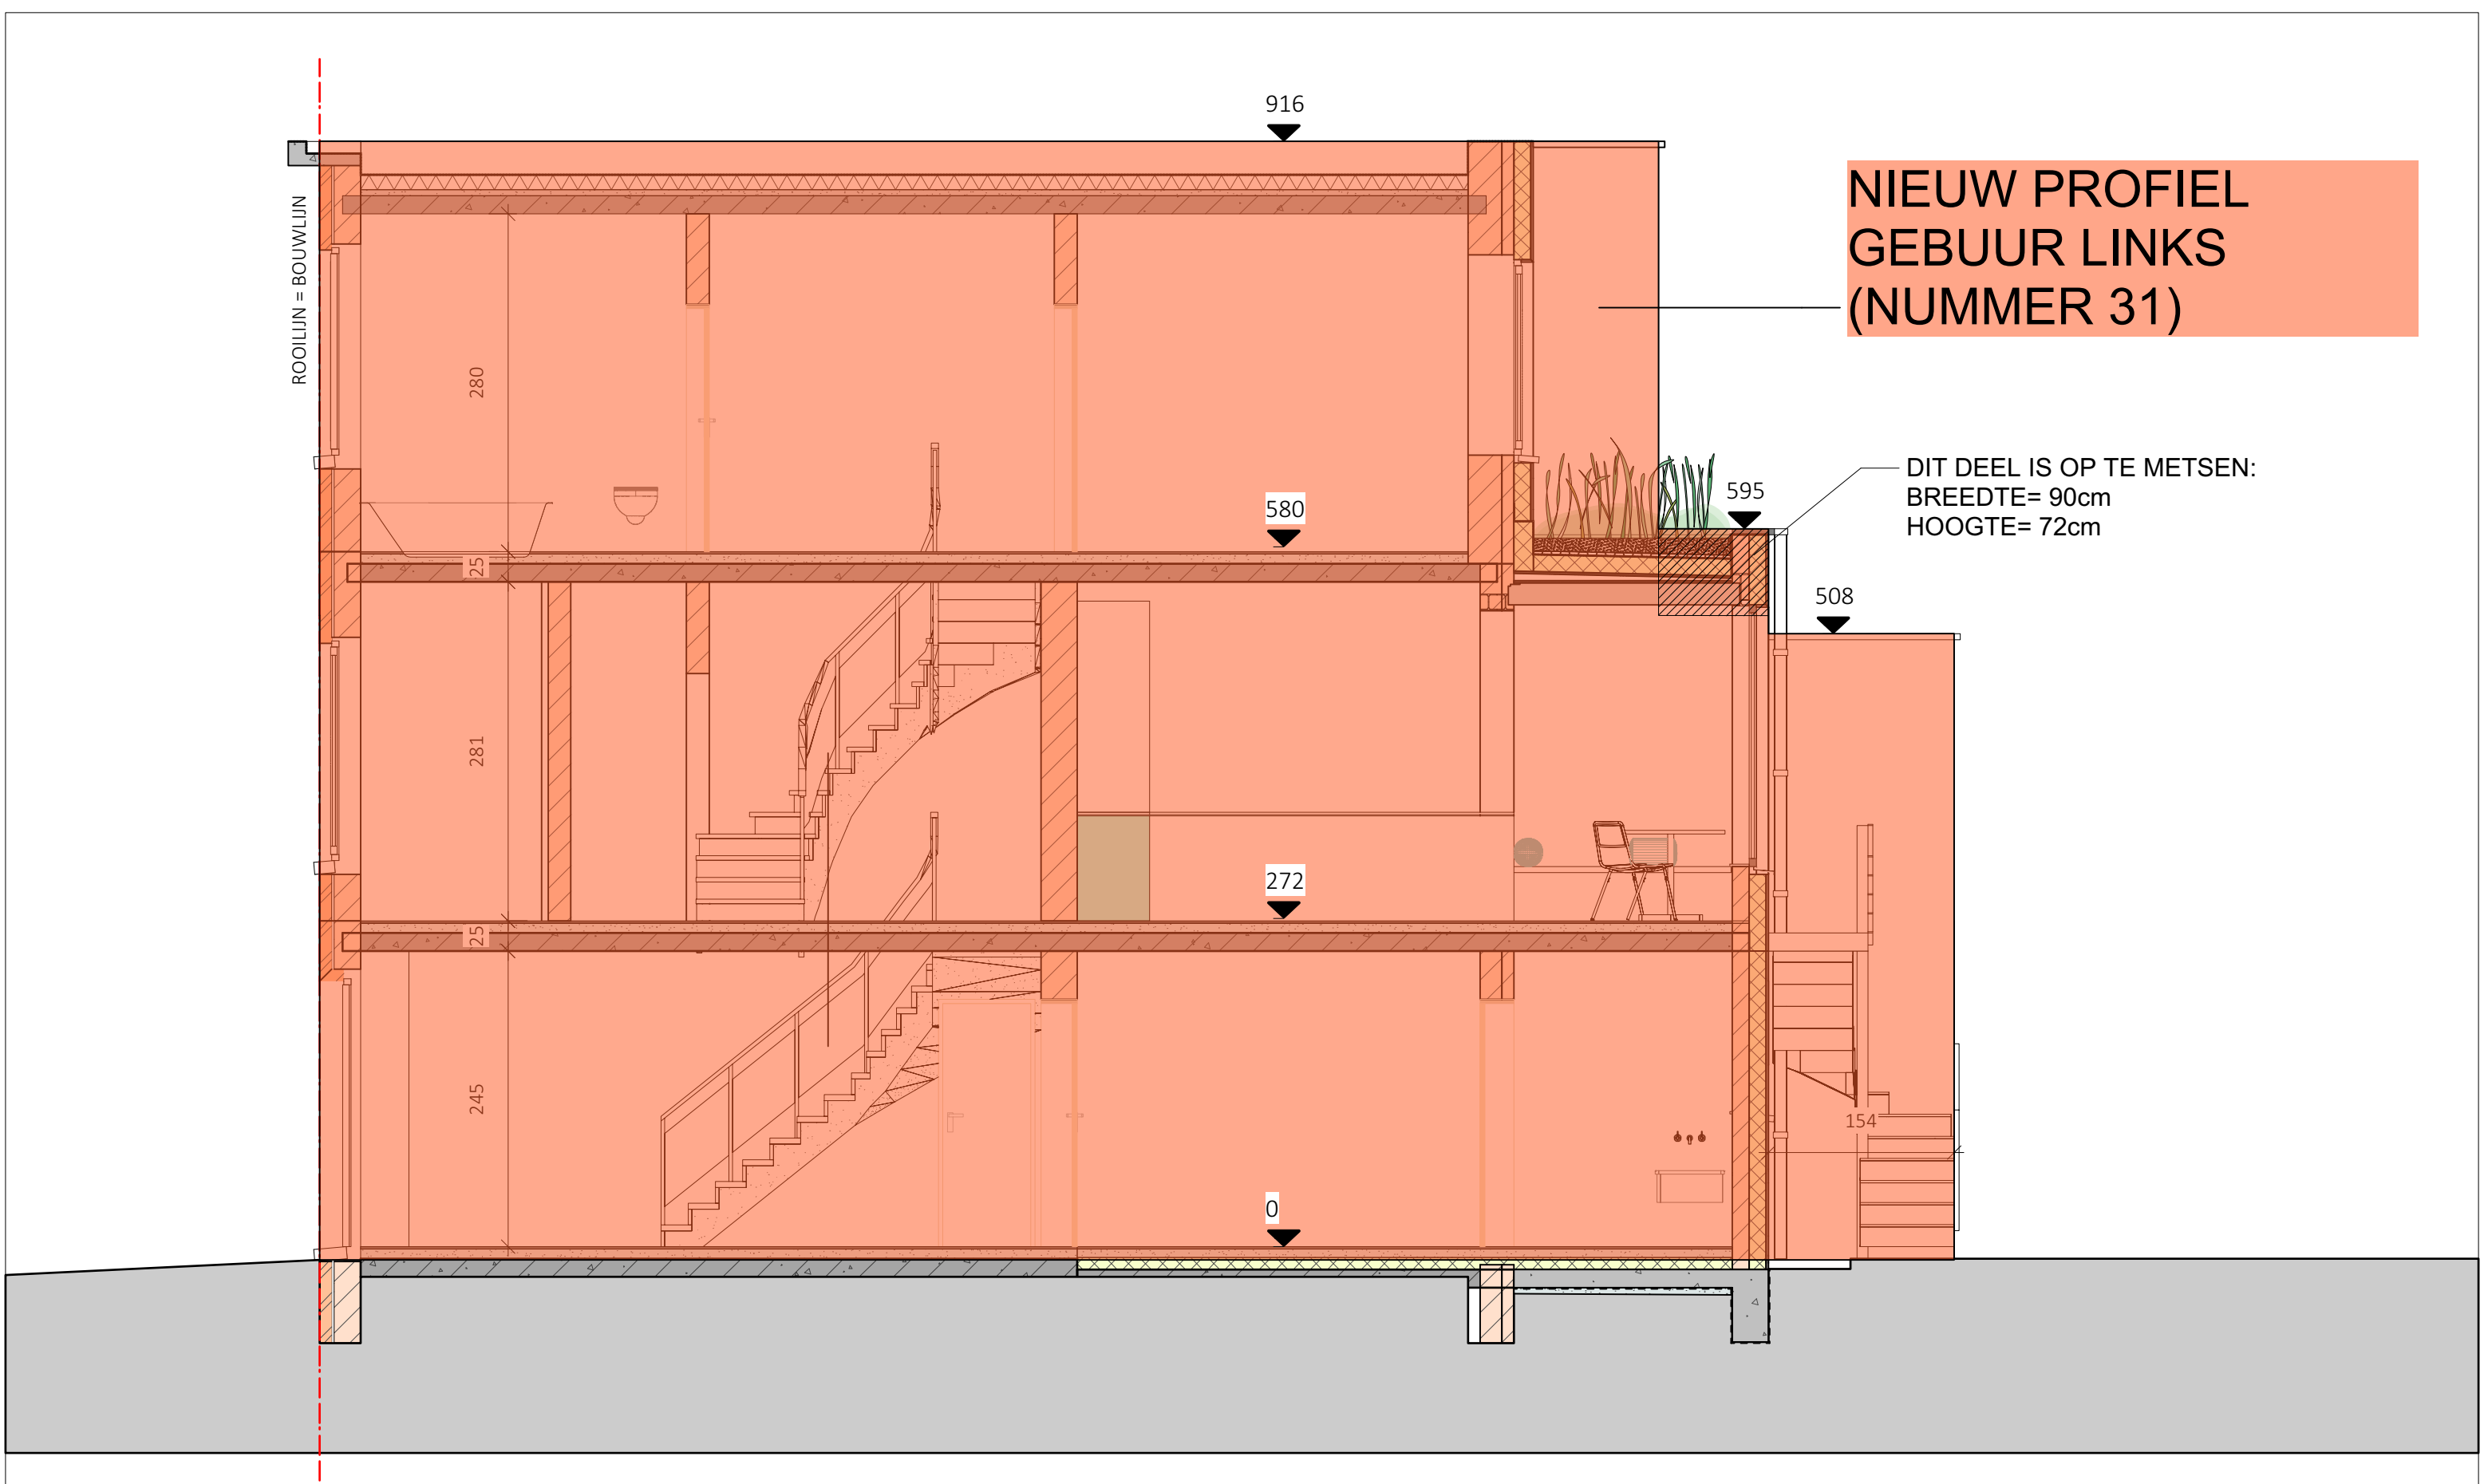 916
ROOILIJN = BOUWLIJN
NIEUW PROFIEL
GEBUUR LINKS
(NUMMER 31)
280
DIT DEEL IS OP TE METSEN:
BREEDTE= 90cm
HOOGTE= 72cm
595
580
25
508
281
272
25
245
154
0